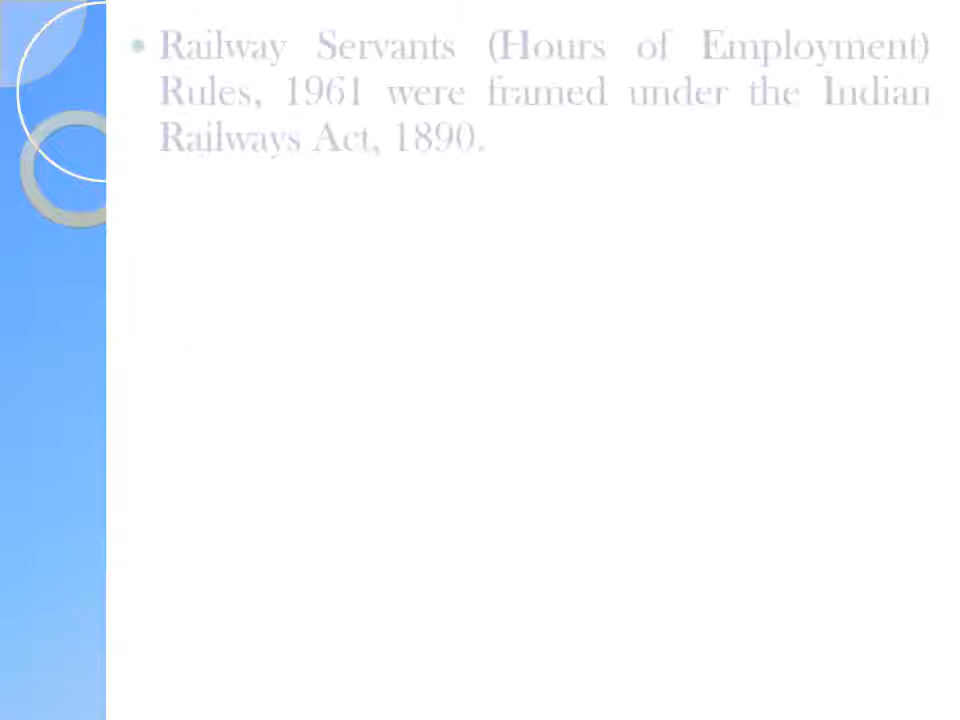 • Railway Servants (Hours of Employment)
Rules, 1961 were framed under the Indian
Railways Act, 1890.